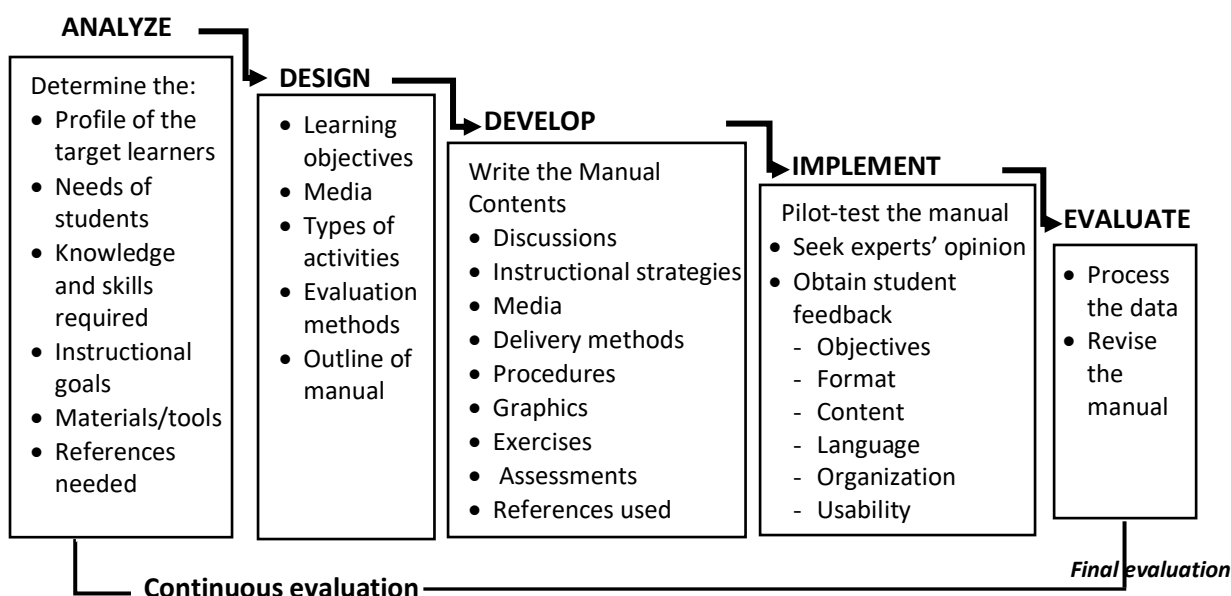 ANALYZE
Determine the:
• Profile of the
target learners
• Needs of
students
• Knowledge
and skills
required
• Instructional
goals
• Materials/tools
• References
needed
DESIGN
• Learning
objectives
• Media
• Types of
activities
• Evaluation
methods
• Outline of
manual
DEVELOP
Write the Manual
Contents
• Discussions
• Instructional strategies
• Media
• Delivery methods
• Procedures
• Graphics
• Exercises
• Assessments
• References used
IMPLEMENT
Pilot-test the manual
• Seek experts’ opinion
• Obtain student
feedback
- Objectives
- Format
- Content
- Language
- Organization
- Usability
EVALUATE
• Process
the data
• Revise
the
manual
Final evaluation
Continuous evaluation